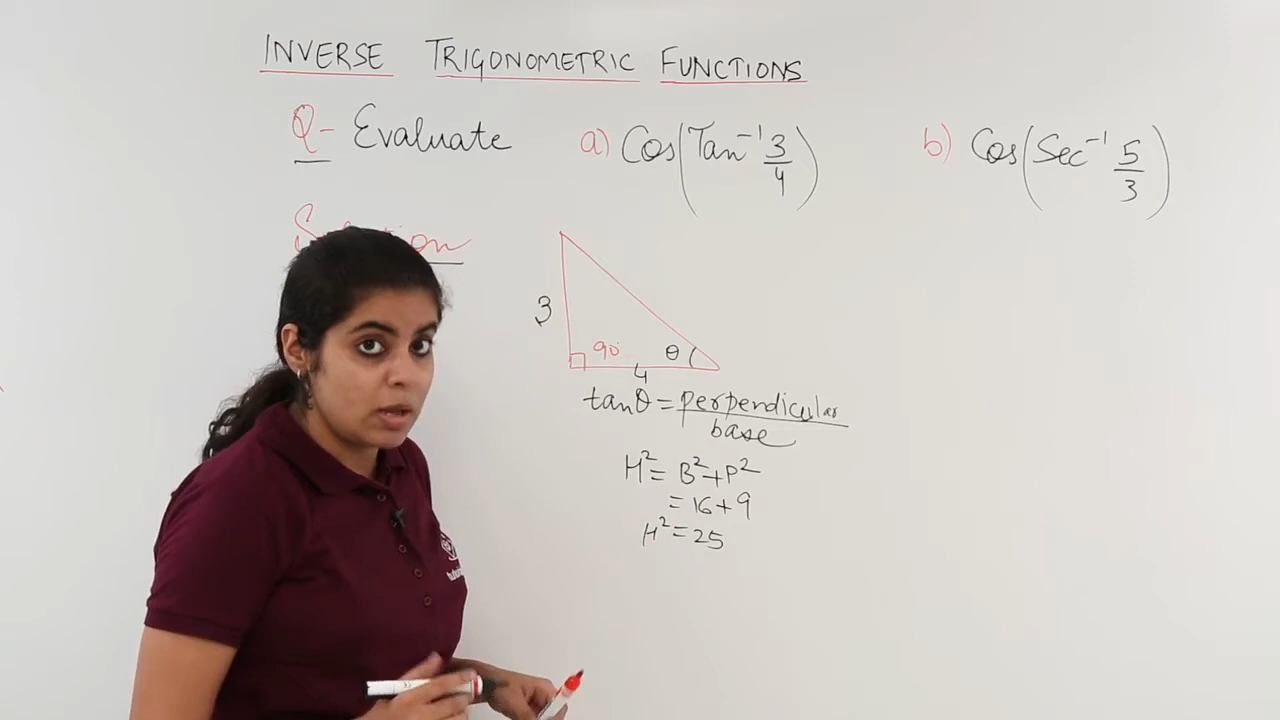 INVERSE TRIGONOMETRIC FUNCTIONS
Q- Evaluate a) Cos(Tan⁻¹ 3/4) b) Cos(Sec⁻¹ 5/3)
3
90°
θ
4
tanθ = perpendicular/base
H² = B² + P²
= 16 + 9
H² = 25